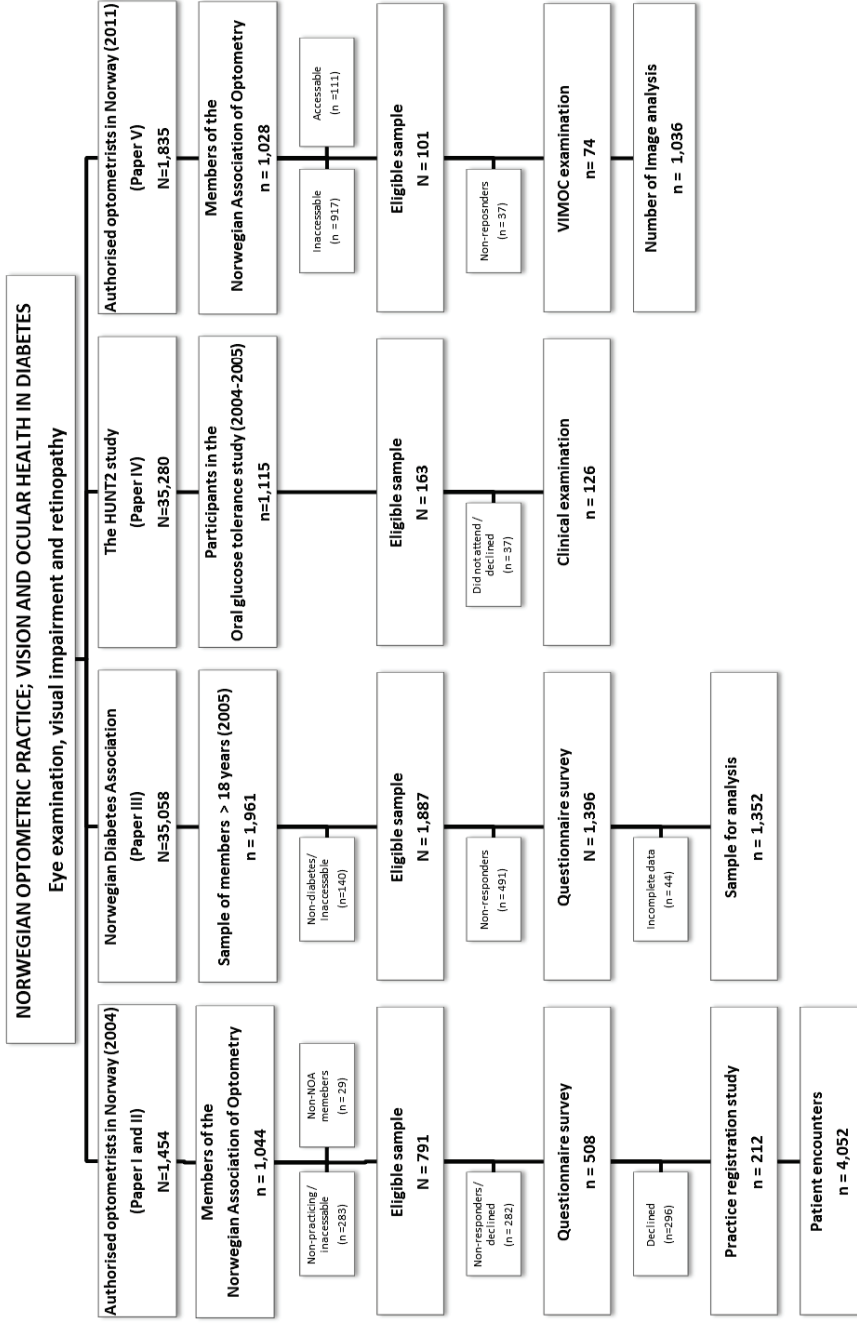 NORWEGIAN OPTOMETRIC PRACTICE; VISION AND OCULAR HEALTH IN DIABETES
Eye examination, visual impairment and retinopathy
Authorised optometrists in Norway (2004)
(Paper I and II)
N=1,454
Members of the
Norwegian Association of Optometry
n = 1,044
Non-practicing/
inacessable
(n=283)
Non-NOA
memebers
(n = 29)
Eligible sample
N = 791
Non-responders/
declined
(n = 282)
Questionnaire survey
n = 508
Declined
(n=296)
Practice registration study
n = 212
Patient encounters
n = 4,052
Norwegian Diabetes Association
(Paper III)
N=35,058
Sample of members > 18 years (2005)
n = 1,961
Non-diabetes/
Inaccessable
(n=140)
Eligible sample
N = 1,887
Non-responders
(n = 491)
Questionnaire survey
N = 1,396
Incomplete data
(n = 44)
Sample for analysis
n = 1,352
The HUNT2 study
(Paper IV)
N=35,280
Participants in the
Oral glucose tolerance study (2004-2005)
n=1,115
Eligible sample
N = 163
Did not attend/
declined
(n = 37)
Clinical examination
n = 126
Authorised optometrists in Norway (2011)
(Paper V)
N=1,835
Members of the
Norwegian Association of Optometry
n = 1,028
Inaccessable
(n = 917)
Accessable
(n =111)
Eligible sample
N = 101
Non-reposnders
(n = 37)
VIMOC examination
n= 74
Number of Image analysis
n = 1,036